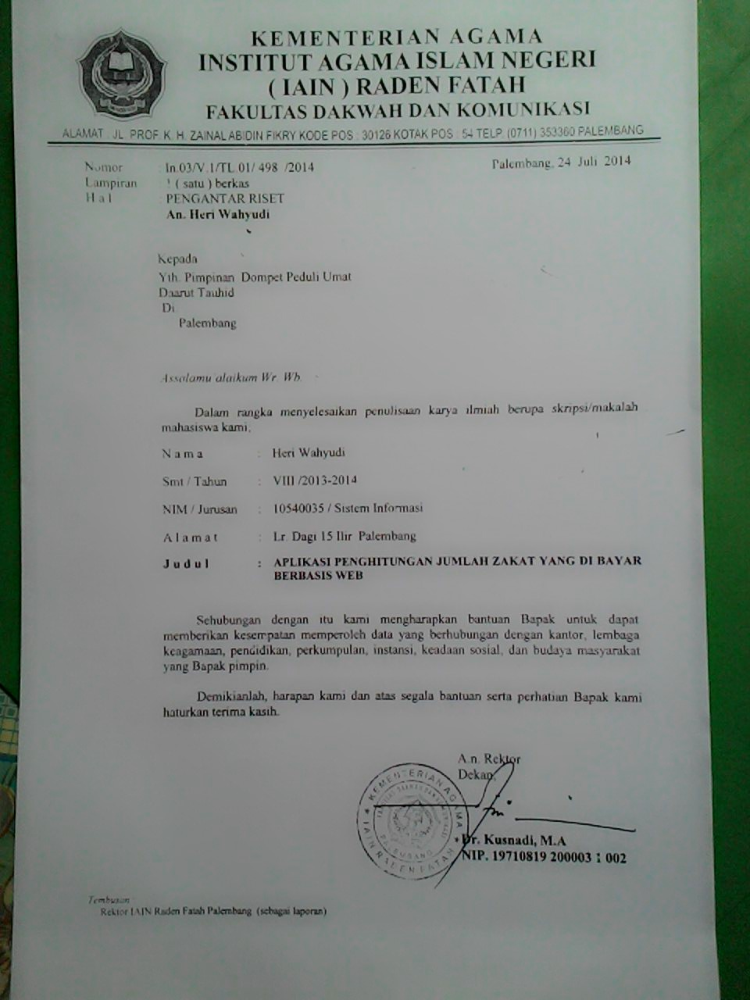 KEMENTERIAN AGAMA
INSTITUT AGAMA ISLAM NEGERI
( IAIN ) RADEN FATAH
FAKULTAS DAKWAH DAN KOMUNIKASI
ALAMAT : JL. PROF. K. H. ZAINAL ABIDIN FIKRY KODE POS : 30126 KOTAK POS : 54 TELP. (0711) 353360 PALEMBANG
Nomor : In.03/V.1/TL.01/ 498 /2014
Palembang, 24 Juli 2014
Lampiran : 1 ( satu ) berkas
H a l : PENGANTAR RISET
An. Heri Wahyudi
Kepada
Yth. Pimpinan Dompet Peduli Umat
Daarut Tauhid
Di
Palembang
Assalamu alaikum Wr. Wb.
Dalam rangka menyelesaikan penulisaan karya ilmiah berupa skripsi/makalah
mahasiswa kami;
N a m a : Heri Wahyudi
Smt / Tahun : VIII /2013-2014
NIM / Jurusan : 10540035 / Sistem Informasi
A l a m a t : Lr. Dagi 15 Ilir Palembang
J u d u l : APLIKASI PENGHITUNGAN JUMLAH ZAKAT YANG DI BAYAR
BERBASIS WEB
Sehubungan dengan itu kami mengharapkan bantuan Bapak untuk dapat
memberikan kesempatan memperoleh data yang berhubungan dengan kantor, lembaga
keagamaan, pendidikan, perkumpulan, instansi, keadaan sosial, dan budaya masyarakat
yang Bapak pimpin.
Demikianlah, harapan kami dan atas segala bantuan serta perhatian Bapak kami
haturkan terima kasih.
A.n. Rektor
Dekan,
KEMENTERIAN AGAMA
IAIN RADEN FATAH
PALEMBANG
Dr. Kusnadi, M.A
NIP. 19710819 200003 1 002
Tembusan :
Rektor IAIN Raden Fatah Palembang (sebagai laporan)